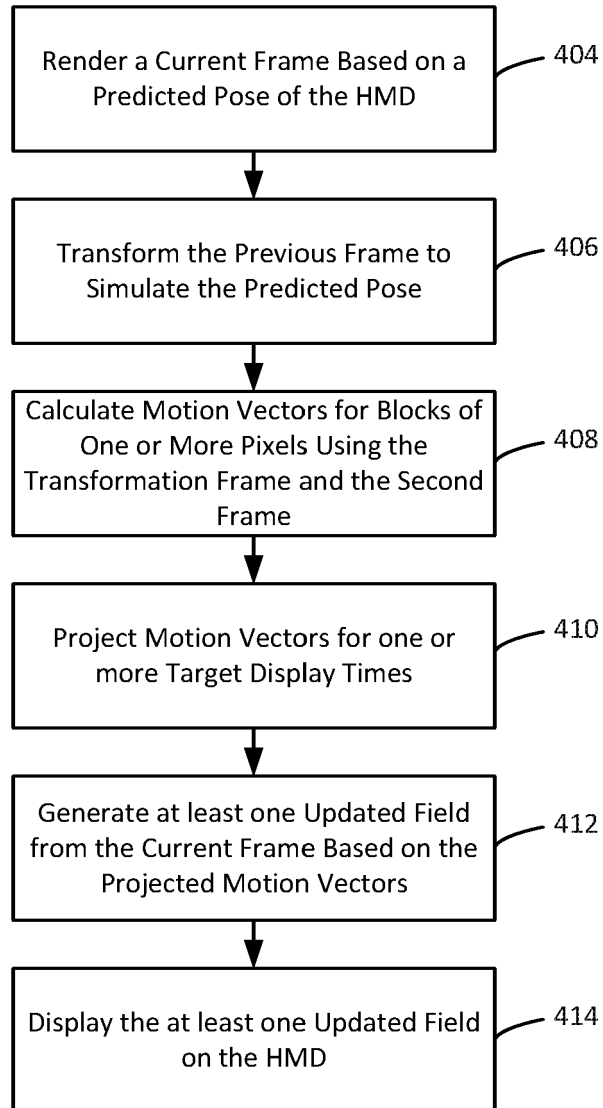 Render a Current Frame Based on a
Predicted Pose of the HMD
404
Transform the Previous Frame to
Simulate the Predicted Pose
406
Calculate Motion Vectors for Blocks of
One or More Pixels Using the
Transformation Frame and the Second
Frame
408
Project Motion Vectors for one or
more Target Display Times
410
Generate at least one Updated Field
from the Current Frame Based on the
Projected Motion Vectors
412
Display the at least one Updated Field
on the HMD
414